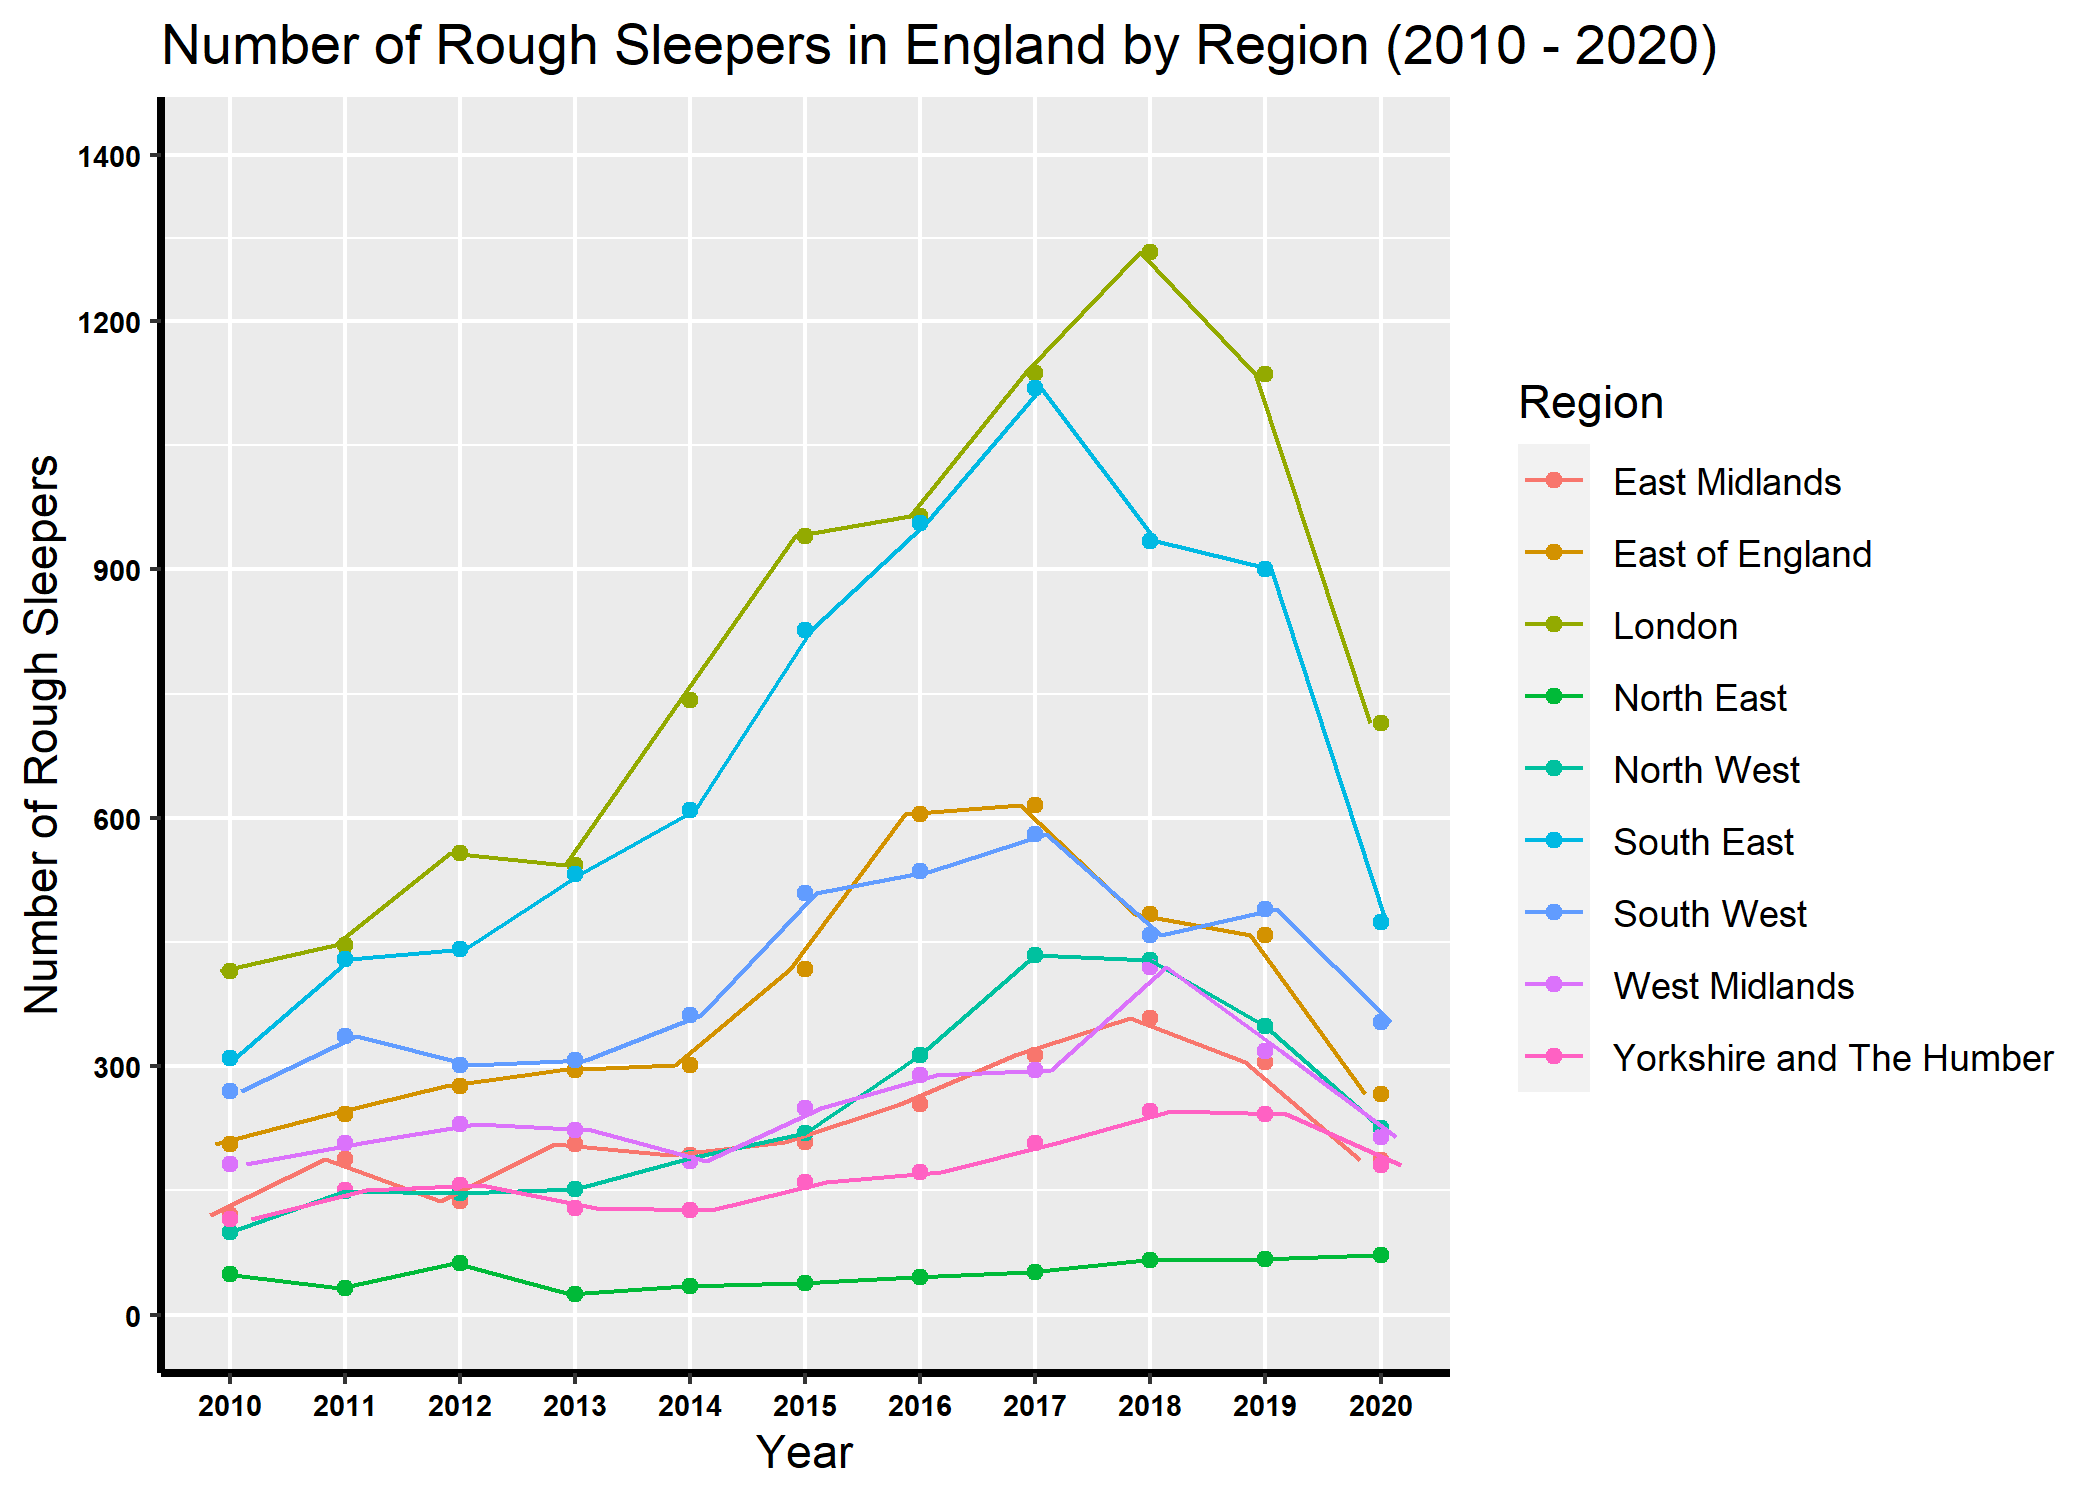 Number of Rough Sleepers in England by Region (2010 - 2020)
Number of Rough Sleepers
1400
1200
900
600
300
0
2010 2011 2012 2013 2014 2015 2016 2017 2018 2019 2020
Year
Region
East Midlands
East of England
London
North East
North West
South East
South West
West Midlands
Yorkshire and The Humber